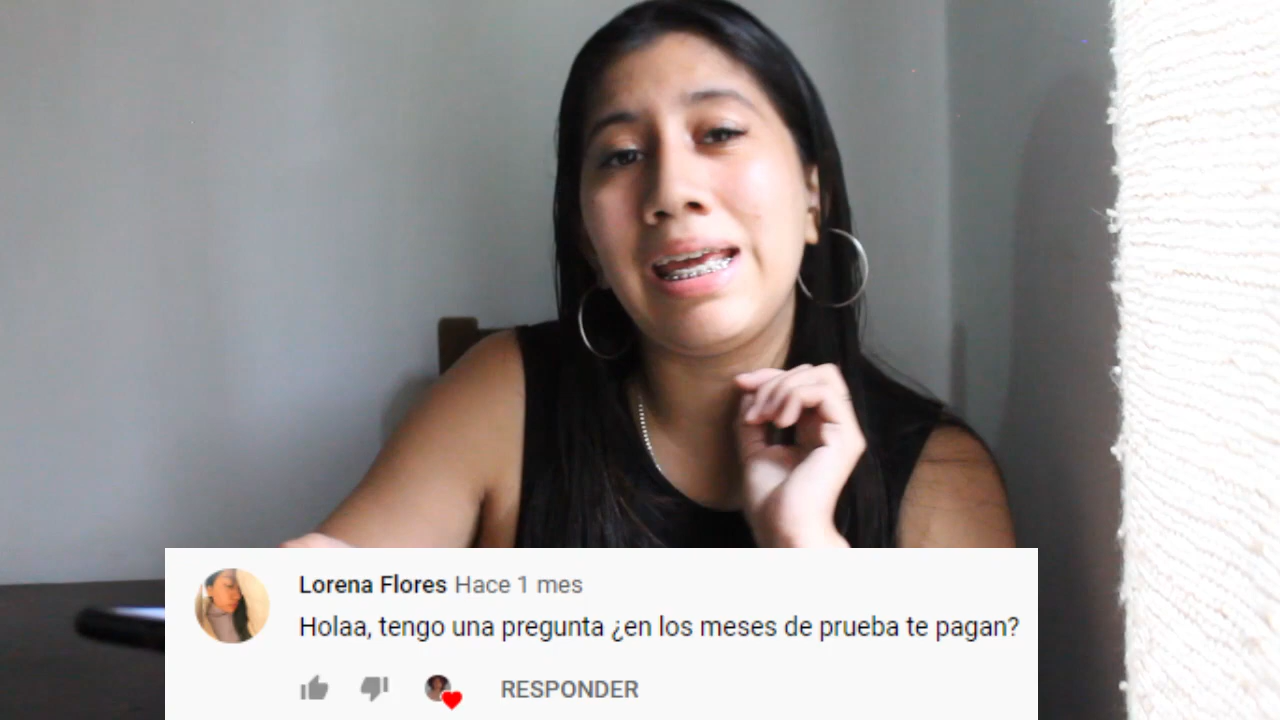 Lorena Flores Hace 1 mes
Holaa, tengo una pregunta ¿en los meses de prueba te pagan?
RESPONDER